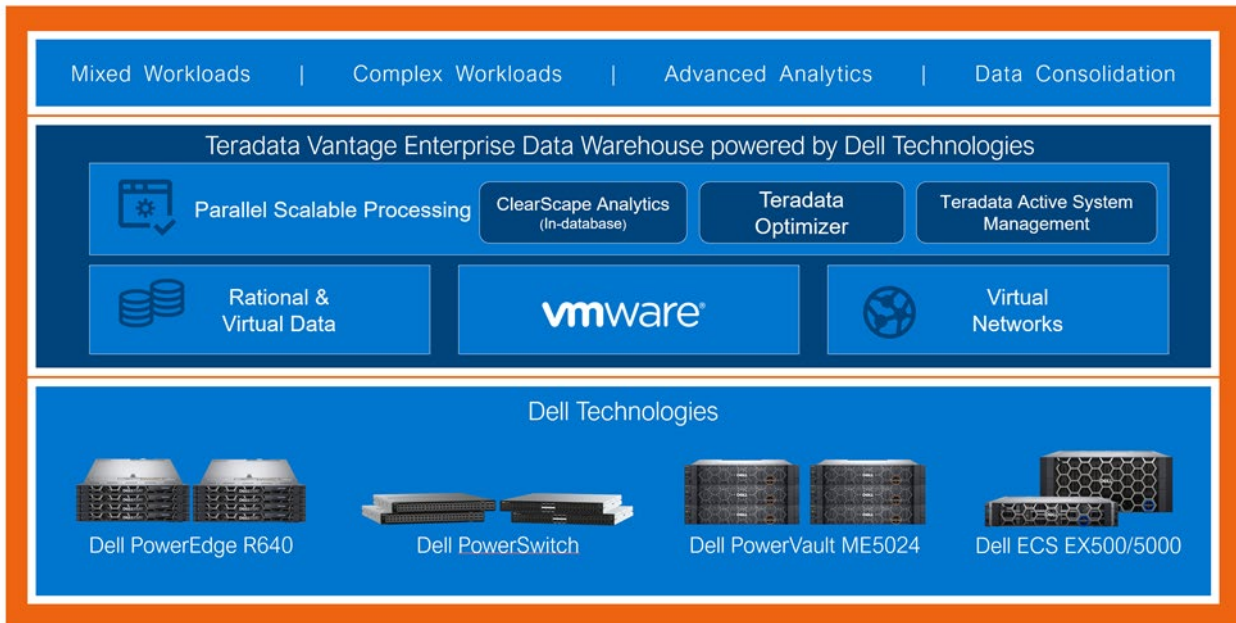 Mixed Workloads | Complex Workloads | Advanced Analytics | Data Consolidation
Teradata Vantage Enterprise Data Warehouse powered by Dell Technologies
Parallel Scalable Processing
ClearScape Analytics
(In-database)
Teradata
Optimizer
Teradata Active System
Management
Rational &
Virtual Data
vmware®
Virtual
Networks
Dell Technologies
Dell PowerEdge R640
Dell PowerSwitch
Dell PowerVault ME5024
Dell ECS EX500/5000